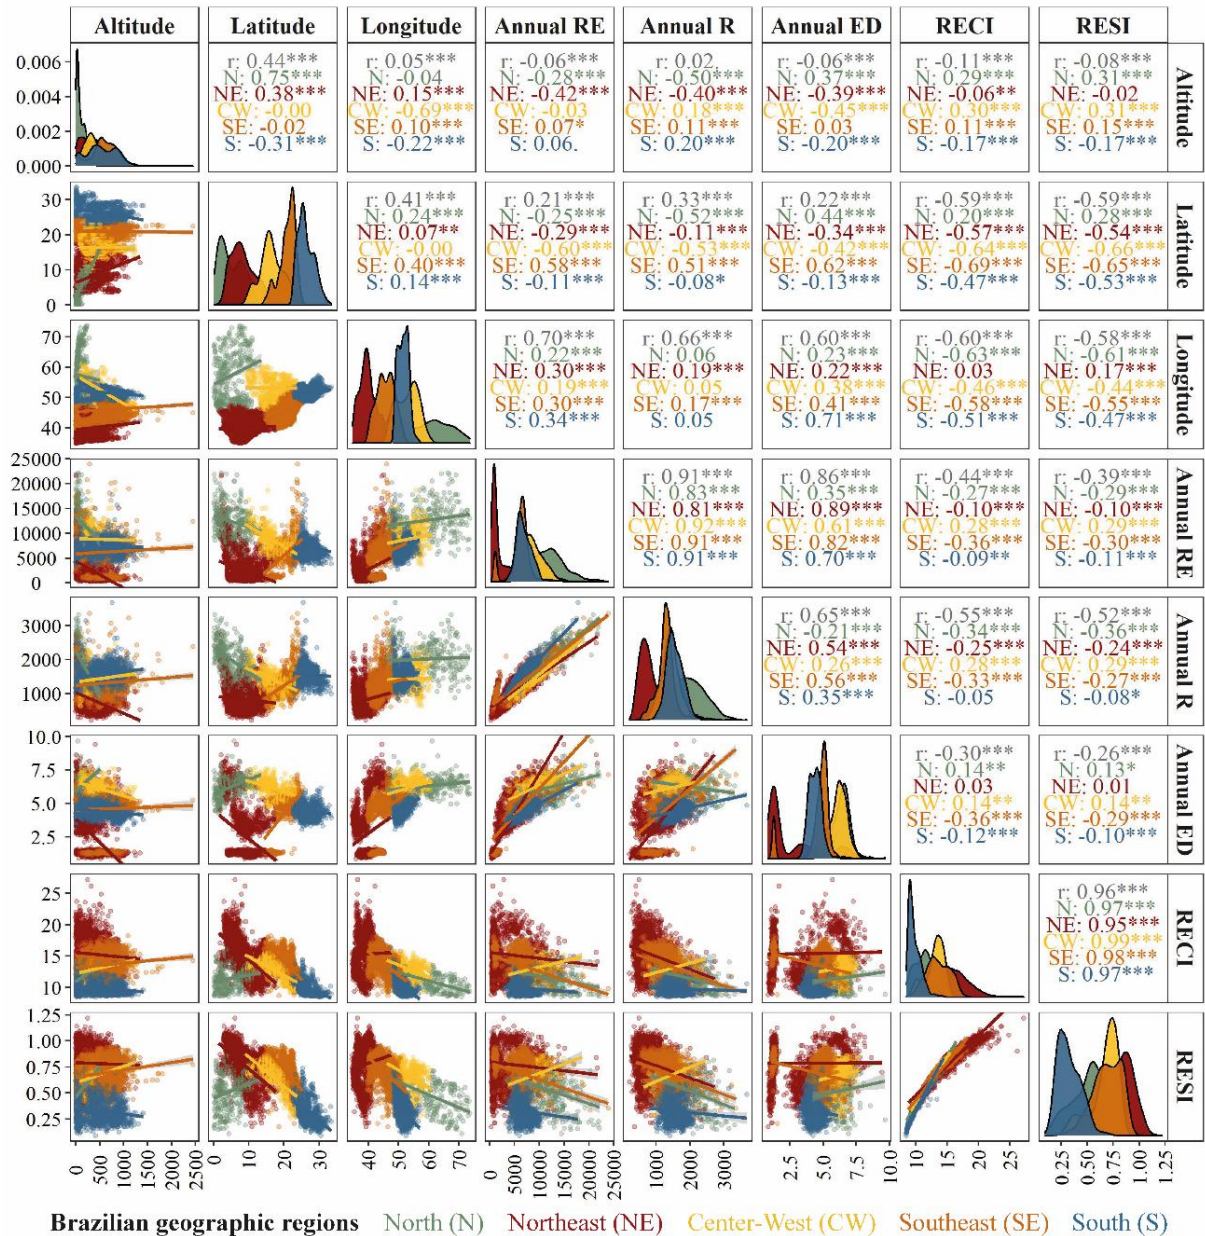 Altitude Latitude Longitude Annual RE Annual R Annual ED RECI RESI
0.006
0.004
0.002
0.000
r: 0.44***
N: 0.75***
NE: 0.38***
CW: -0.00
SE: -0.02
S: -0.31***
r: 0.05***
N: -0.04
NE: 0.15***
CW: -0.69***
SE: 0.10***
S: -0.22***
r: -0.06***
N: -0.28***
NE: -0.42***
CW: -0.03
SE: 0.07*
S: 0.06.
r: 0.02
N: -0.50***
NE: -0.40***
CW: 0.18***
SE: 0.11***
S: 0.20***
r: -0.06***
N: 0.37***
NE: -0.39***
CW: -0.45***
SE: 0.03
S: -0.20***
r: -0.11***
N: 0.29***
NE: -0.06**
CW: 0.30***
SE: 0.11***
S: -0.17***
r: -0.08***
N: 0.31***
NE: -0.02
CW: 0.31***
SE: 0.15***
S: -0.17***
Altitude
30
20
10
0
r: 0.41***
N: 0.24***
NE: 0.07**
CW: -0.00
SE: 0.40***
S: 0.14***
r: 0.21***
N: -0.25***
NE: -0.29***
CW: -0.60***
SE: 0.58***
S: -0.11***
r: 0.33***
N: -0.52***
NE: -0.11***
CW: -0.53***
SE: 0.51***
S: -0.08*
r: 0.22***
N: 0.44***
NE: -0.34***
CW: -0.42***
SE: 0.62***
S: -0.13***
r: -0.59***
N: 0.20***
NE: -0.57***
CW: -0.64***
SE: -0.69***
S: -0.47***
r: -0.59***
N: 0.28***
NE: -0.54***
CW: -0.66***
SE: -0.65***
S: -0.53***
Latitude
70
60
50
40
r: 0.70***
N: 0.22***
NE: 0.30***
CW: 0.19***
SE: 0.30***
S: 0.34***
r: 0.66***
N: 0.06
NE: 0.19***
CW: 0.05
SE: 0.17***
S: 0.05
r: 0.60***
N: 0.23***
NE: 0.22***
CW: 0.38***
SE: 0.41***
S: 0.71***
r: -0.60***
N: -0.63***
NE: 0.03
CW: -0.46***
SE: -0.58***
S: -0.51***
r: -0.58***
N: -0.61***
NE: 0.17***
CW: -0.44***
SE: -0.55***
S: -0.47***
Longitude
25000
20000
15000
10000
5000
0
r: 0.91***
N: 0.83***
NE: 0.81***
CW: 0.92***
SE: 0.91***
S: 0.91***
r: 0.86***
N: 0.35***
NE: 0.89***
CW: 0.61***
SE: 0.82***
S: 0.70***
r: -0.44***
N: -0.27***
NE: -0.10***
CW: 0.28***
SE: -0.36***
S: -0.09**
r: -0.39***
N: -0.29***
NE: -0.10***
CW: 0.29***
SE: -0.30***
S: -0.11***
Annual RE
3000
2000
1000
r: 0.65***
N: -0.21***
NE: 0.54***
CW: 0.26***
SE: 0.56***
S: 0.35***
r: -0.55***
N: -0.34***
NE: -0.25***
CW: 0.28***
SE: -0.33***
S: -0.05
r: -0.52***
N: -0.36***
NE: -0.24***
CW: 0.29***
SE: -0.27***
S: -0.08*
Annual R
10.0
7.5
5.0
2.5
r: -0.30***
N: 0.14**
NE: 0.03
CW: 0.14**
SE: -0.36***
S: -0.12***
r: -0.26***
N: 0.13*
NE: 0.01
CW: 0.14**
SE: -0.29***
S: -0.10***
Annual ED
25
20
15
10
r: 0.96***
N: 0.97***
NE: 0.95***
CW: 0.99***
SE: 0.98***
S: 0.97***
RECI
1.25
1.00
0.75
0.50
0.25
RESI
0 5000 10000 15000 20000 25000
0 10 20 30
40 50 60 70
0 5000 10000 15000 20000 25000
1000 2000 3000
2.5 5.0 7.5 10.0
10 15 20 25
0.25 0.50 0.75 1.00 1.25
Brazilian geographic regions North (N) Northeast (NE) Center-West (CW) Southeast (SE) South (S)